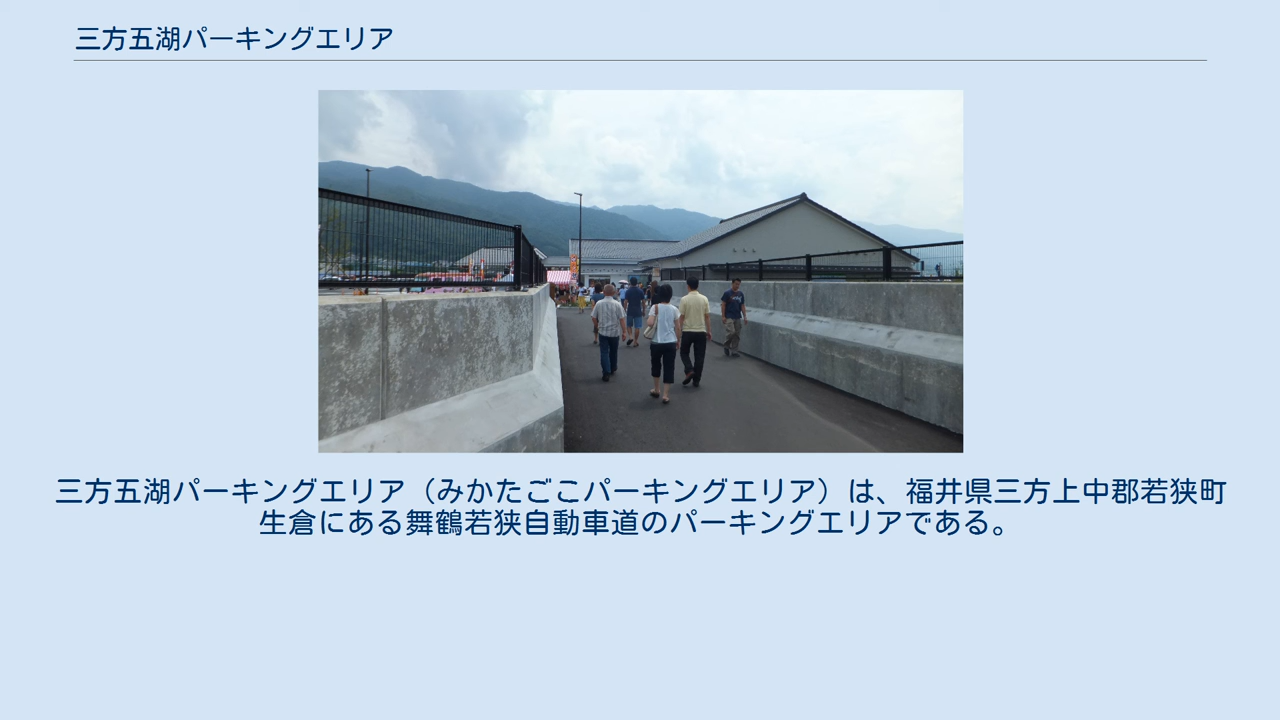 三方五湖パーキングエリア
三方五湖パーキングエリア（みかたごこパーキングエリア）は、福井県三方上中郡若狭町
生倉にある舞鶴若狭自動車道のパーキングエリアである。